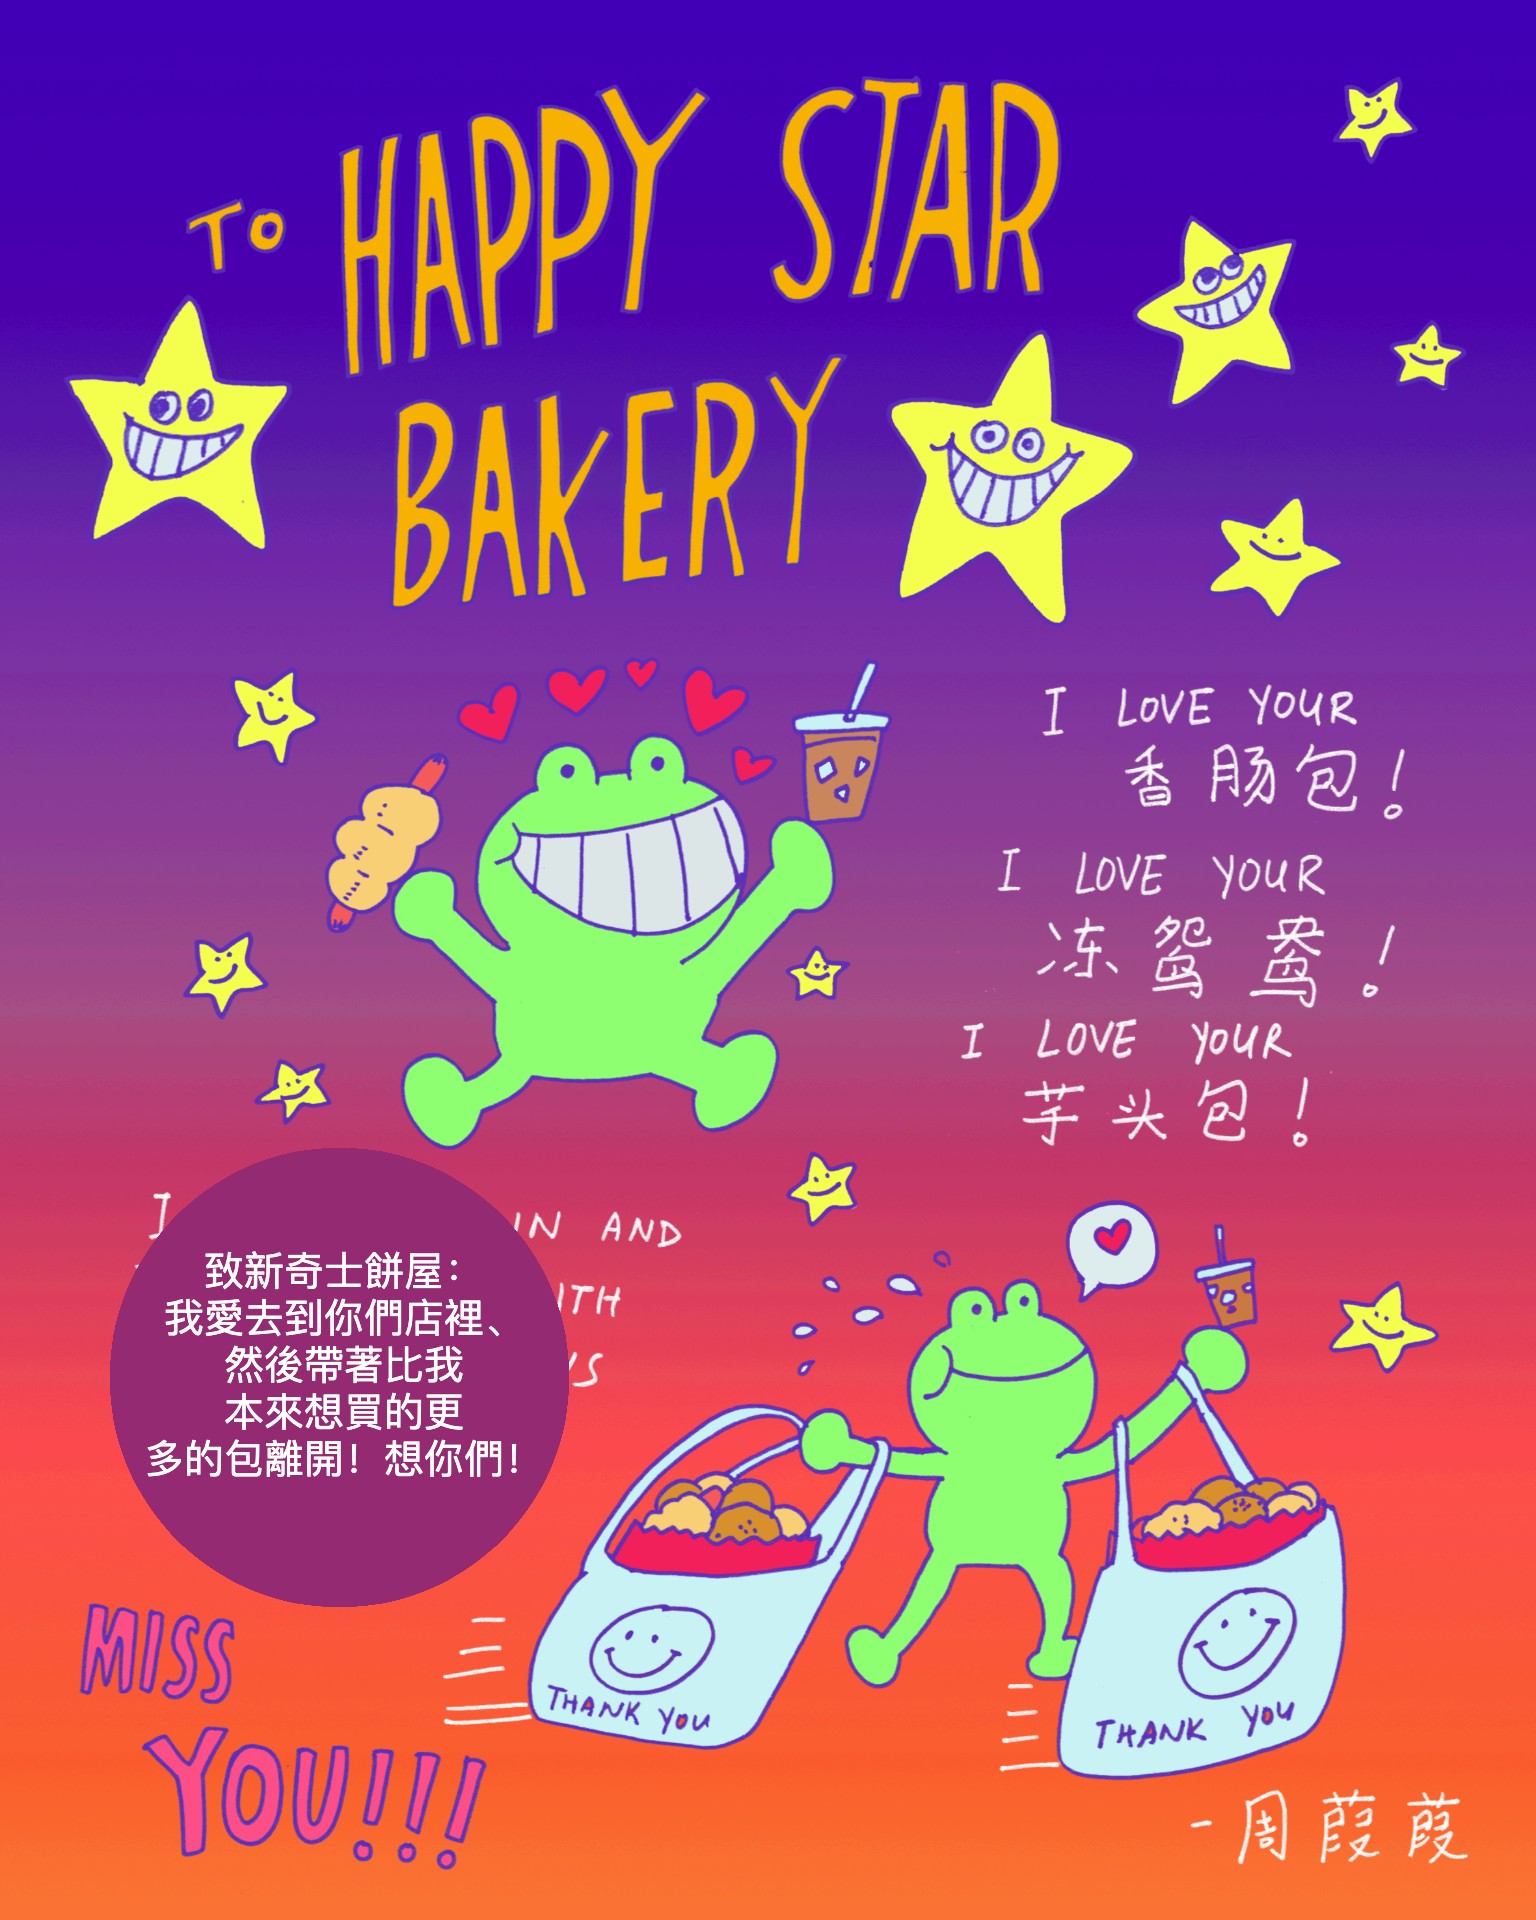 TO HAPPY STAR
BAKERY
I LOVE YOUR
香肠包!
I LOVE YOUR
冻鸳鸯!
I LOVE YOUR
芋头包!
I IN AND
致新奇士餅屋：
我愛去到你們店裡、
然後帶著比我
本來想買的更
多的包離開！想你們！
MISS
YOU!!!
THANK YOU
THANK YOU
-周葭葭